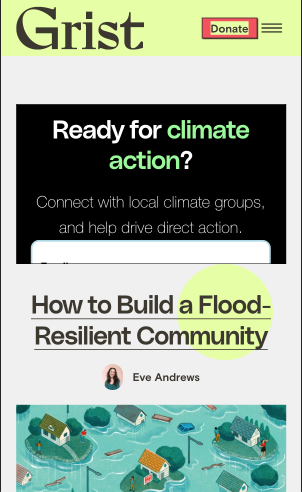 Grist
Donate
Ready for climate
action?
Connect with local climate groups,
and help drive direct action.
How to Build a Flood-
Resilient Community
Eve Andrews